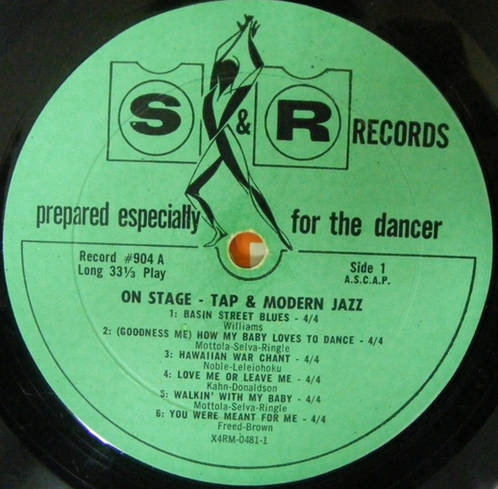 S & R RECORDS
prepared especially for the dancer
Record #904 A
Long 33⅓ Play
Side 1
A.S.C.A.P.
ON STAGE - TAP & MODERN JAZZ
1: BASIN STREET BLUES - 4/4
Williams
2: (GOODNESS ME) HOW MY BABY LOVES TO DANCE - 4/4
Mottola-Selva-Ringle
3: HAWAIIAN WAR CHANT - 4/4
Noble-Leleiohoku
4: LOVE ME OR LEAVE ME - 4/4
Kahn-Donaldson
5: WALKIN' WITH MY BABY - 4/4
Mottola-Selva-Ringle
6: YOU WERE MEANT FOR ME - 4/4
Freed-Brown
X4RM-0481-1